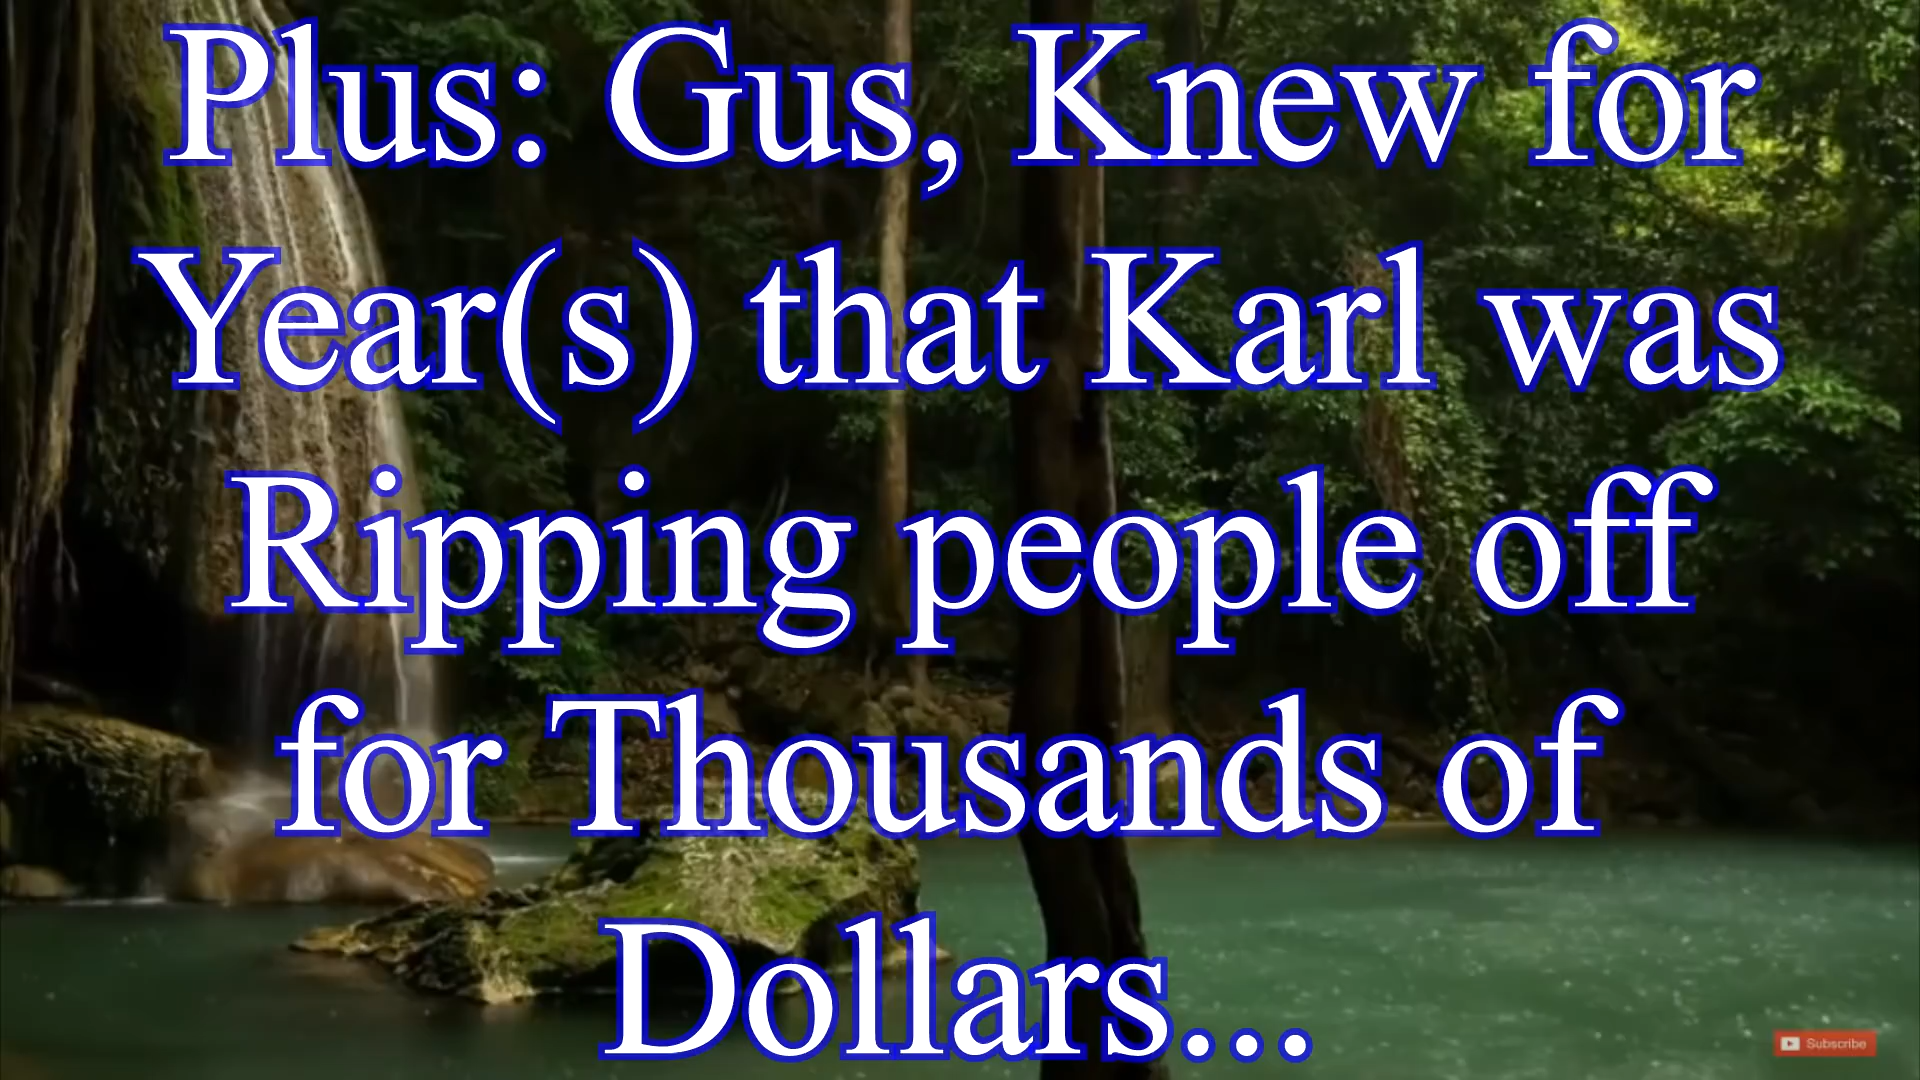 Plus: Gus, Knew for
Year(s) that Karl was
Ripping people off
for Thousands of
Dollars...
Subscribe